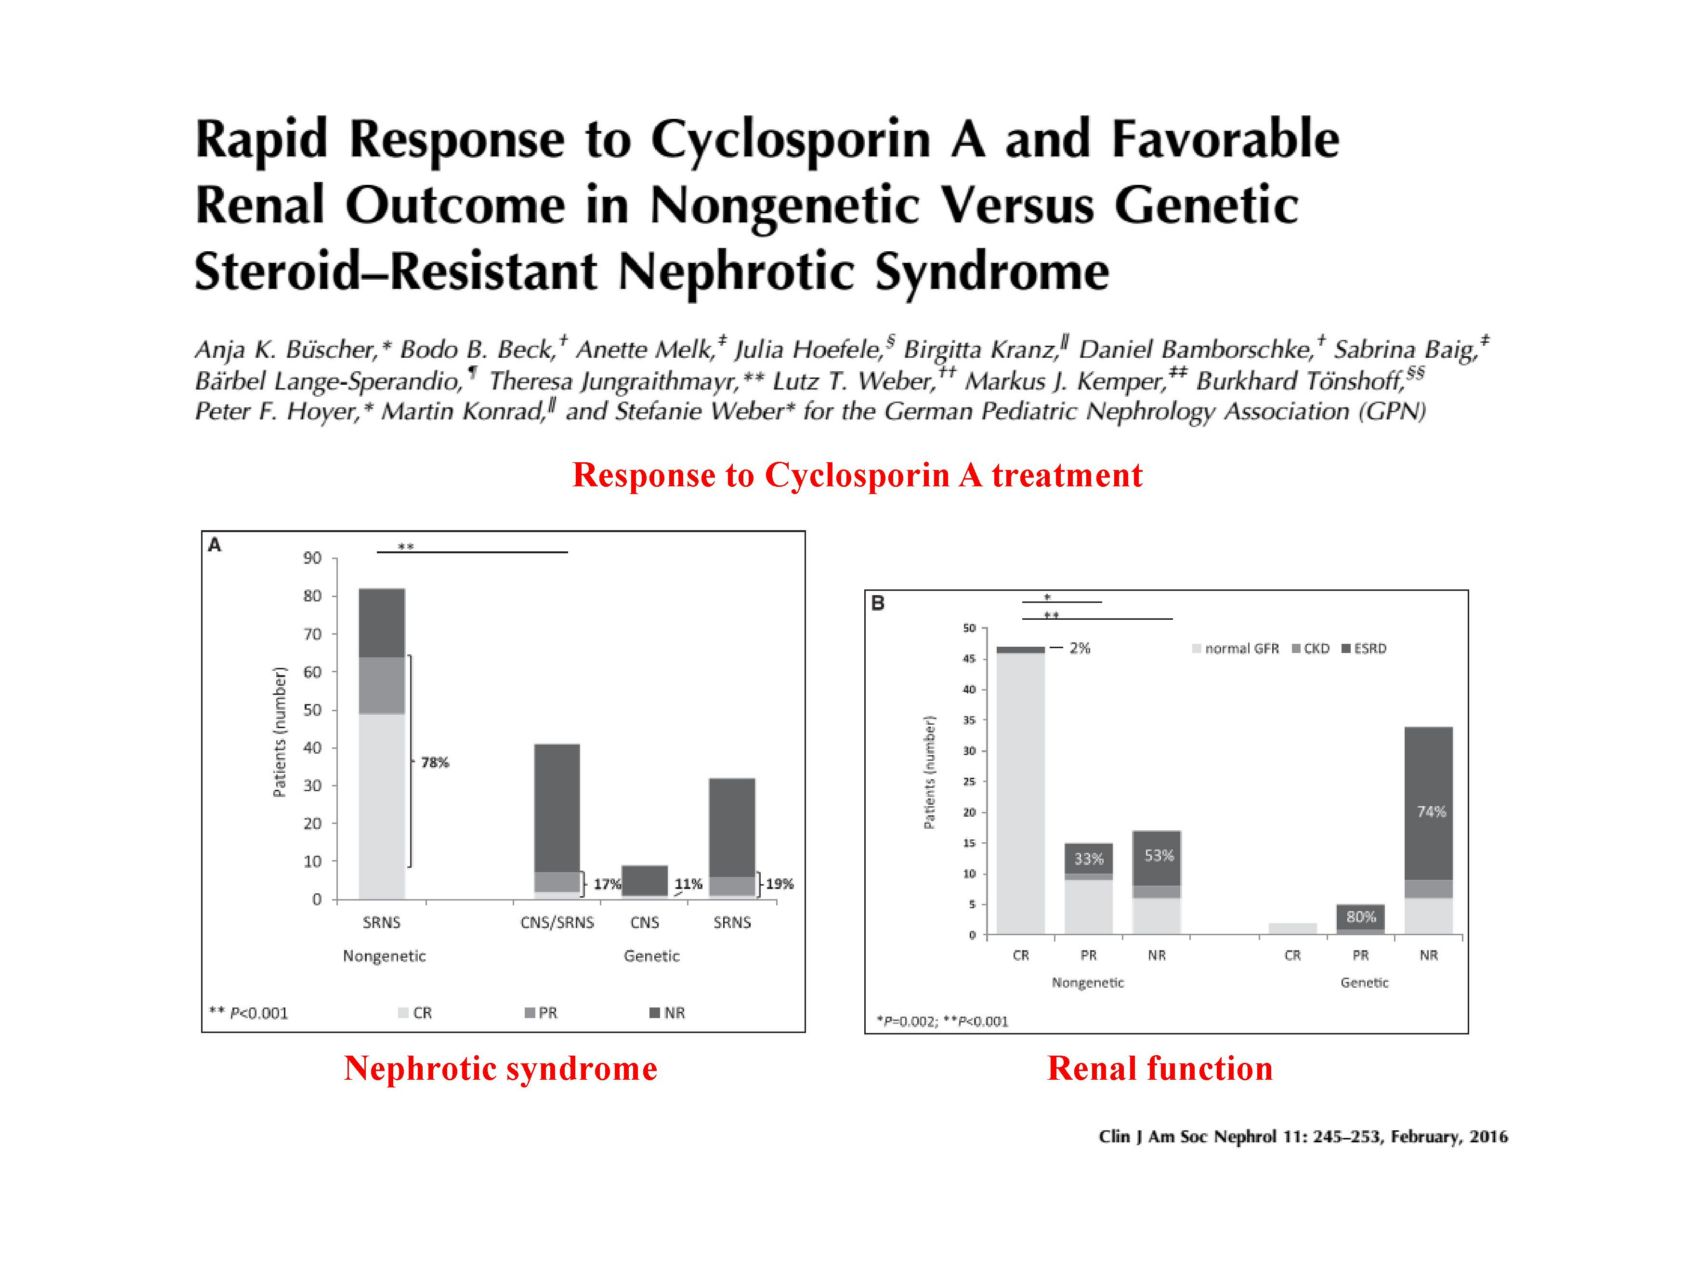 Rapid Response to Cyclosporin A and Favorable
Renal Outcome in Nongenetic Versus Genetic
Steroid–Resistant Nephrotic Syndrome
Anja K. Büscher,* Bodo B. Beck,† Anette Melk,‡ Julia Hoefele,§ Birgitta Kranz,‖ Daniel Bamborschke,† Sabrina Baig,‡
Bärbel Lange-Sperandio,¶ Theresa Jungraithmayr,** Lutz T. Weber,†† Markus J. Kemper,‡‡ Burkhard Tönshoff,§§
Peter F. Hoyer,* Martin Konrad,‖ and Stefanie Weber* for the German Pediatric Nephrology Association (GPN)
Response to Cyclosporin A treatment
A
**
90
80
70
60
50
40
30
20
10
0
Patients (number)
78%
17%
11%
19%
SRNS
CNS/SRNS
CNS
SRNS
Nongenetic
Genetic
** P<0.001
CR
PR
NR
B
*
**
50
45
40
35
30
25
20
15
10
5
0
Patients (number)
2%
normal GFR
CKD
ESRD
33%
53%
80%
74%
CR
PR
NR
CR
PR
NR
Nongenetic
Genetic
*P=0.002; **P<0.001
Nephrotic syndrome
Renal function
Clin J Am Soc Nephrol 11: 245–253, February, 2016